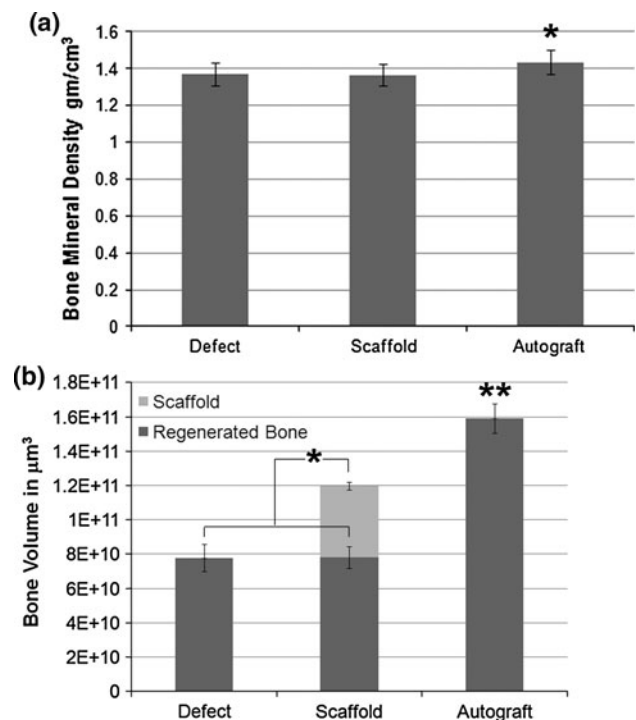 (a)
Bone Mineral Density gm/cm³
1.6
1.4
1.2
1
0.8
0.6
0.4
0.2
0
*
Defect
Scaffold
Autograft
(b)
Bone Volume in μm³
1.8E+11
1.6E+11
1.4E+11
1.2E+11
1E+11
8E+10
6E+10
4E+10
2E+10
0
Scaffold
Regenerated Bone
*
**
Defect
Scaffold
Autograft